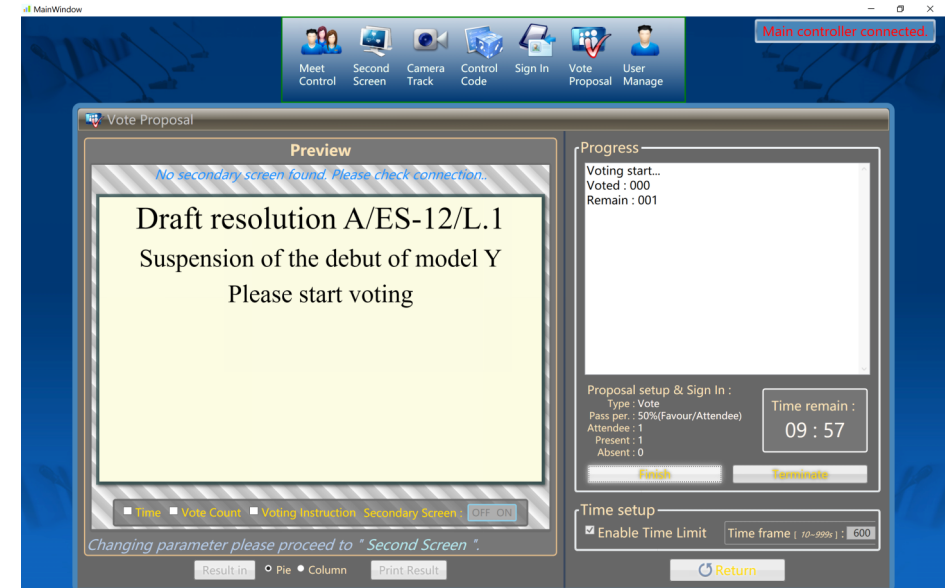 MainWindow
Main controller connected.
Meet Control
Second Screen
Camera Track
Control Code
Sign In
Vote Proposal
User Manage
Vote Proposal
Preview
No secondary screen found. Please check connection..
Draft resolution A/ES-12/L.1
Suspension of the debut of model Y
Please start voting
Time Vote Count Voting Instruction Secondary Screen : OFF ON
Changing parameter please proceed to " Second Screen ".
Result in Pie Column Print Result
Progress
Voting start...
Voted : 000
Remain : 001
Proposal setup & Sign In :
Type : Vote
Pass per. : 50%(Favour/Attendee)
Attendee : 1
Present : 1
Absent : 0
Time remain :
09 : 57
Finish Terminate
Time setup
Enable Time Limit Time frame [ 10~999s ] : 600
Return